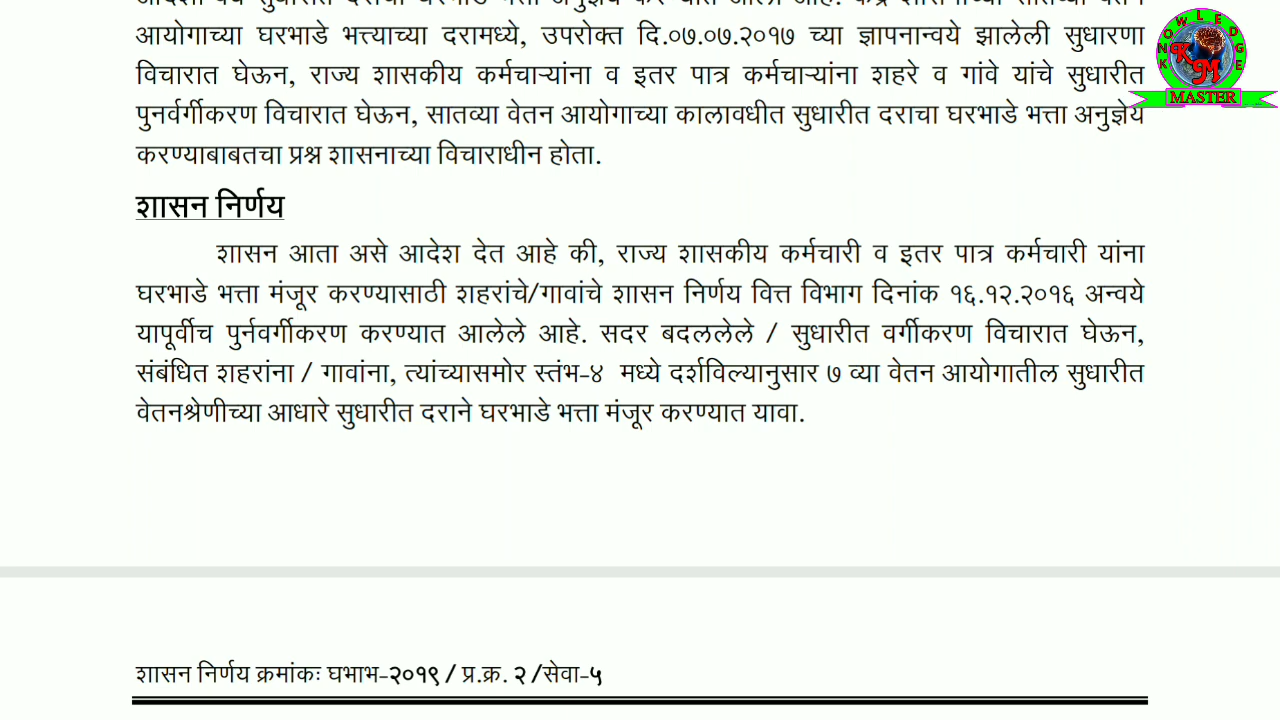 आयोगाच्या घरभाडे भत्त्याच्या दरामध्ये, उपरोक्त दि.०७.०७.२०१७ च्या ज्ञापनान्वये झालेली सुधारणा
विचारात घेऊन, राज्य शासकीय कर्मचाऱ्यांना व इतर पात्र कर्मचाऱ्यांना शहरे व गांवे यांचे सुधारीत
पुनर्वर्गीकरण विचारात घेऊन, सातव्या वेतन आयोगाच्या कालावधीत सुधारीत दराचा घरभाडे भत्ता अनुज्ञेय
करण्याबाबतचा प्रश्न शासनाच्या विचाराधीन होता.
शासन निर्णय
शासन आता असे आदेश देत आहे की, राज्य शासकीय कर्मचारी व इतर पात्र कर्मचारी यांना
घरभाडे भत्ता मंजूर करण्यासाठी शहरांचे/गावांचे शासन निर्णय वित्त विभाग दिनांक १६.१२.२०१६ अन्वये
यापूर्वीच पुर्नवर्गीकरण करण्यात आलेले आहे. सदर बदललेले / सुधारीत वर्गीकरण विचारात घेऊन,
संबंधित शहरांना / गावांना, त्यांच्यासमोर स्तंभ-४ मध्ये दर्शविल्यानुसार ७ व्या वेतन आयोगातील सुधारीत
वेतनश्रेणीच्या आधारे सुधारीत दराने घरभाडे भत्ता मंजूर करण्यात यावा.
शासन निर्णय क्रमांकः घभाभ-२०१९ / प्र.क्र. २ /सेवा-५
KNOWLEDGE
KM
MASTER